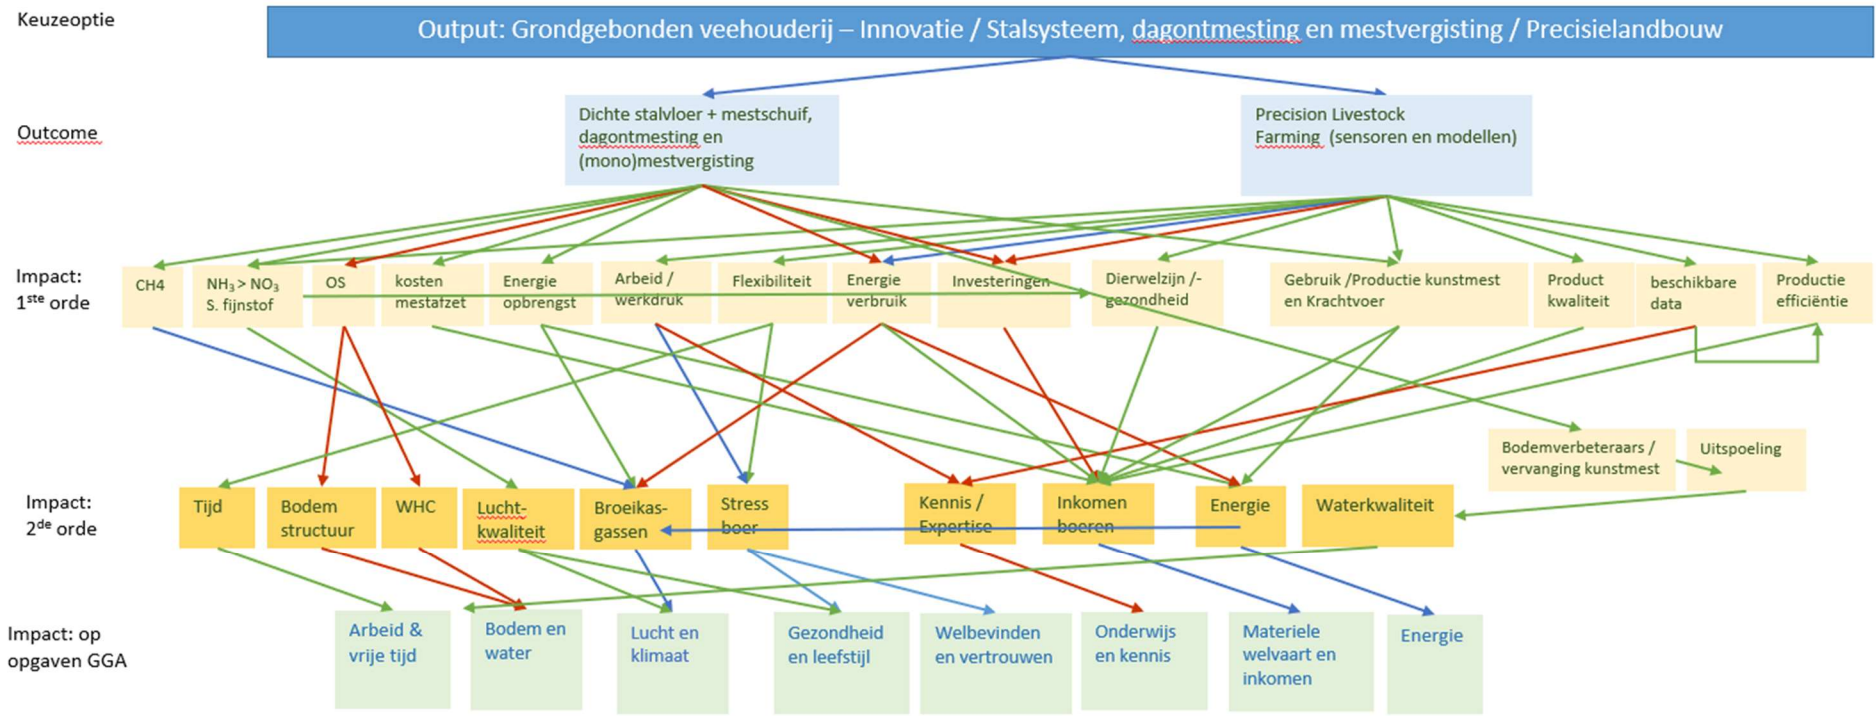 Keuzeoptie
Output: Grondgebonden veehouderij – Innovatie / Stalsysteem, dagontmesting en mestvergisting / Precisielandbouw
Outcome
Dichte stalvloer + mestschuif,
dagontmesting en
(mono)mestvergisting
Precision Livestock
Farming (sensoren en modellen)
Impact:
1ste orde
CH4
NH₃ > NO₃
S. fijnstof
OS
kosten
mestafzet
Energie
opbrengst
Arbeid /
werkdruk
Flexibiliteit
Energie
verbruik
Investeringen
Dierwelzijn /-
gezondheid
Gebruik /Productie kunstmest
en Krachtvoer
Product
kwaliteit
beschikbare
data
Productie
efficiëntie
Bodemverbeteraars /
vervanging kunstmest
Uitspoeling
Impact:
2de orde
Tijd
Bodem
structuur
WHC
Lucht-
kwaliteit
Broeikas-
gassen
Stress
boer
Kennis /
Expertise
Inkomen
boeren
Energie
Waterkwaliteit
Impact: op
opgaven GGA
Arbeid &
vrije tijd
Bodem en
water
Lucht en
klimaat
Gezondheid
en leefstijl
Welbevinden
en vertrouwen
Onderwijs
en kennis
Materiele
welvaart en
inkomen
Energie